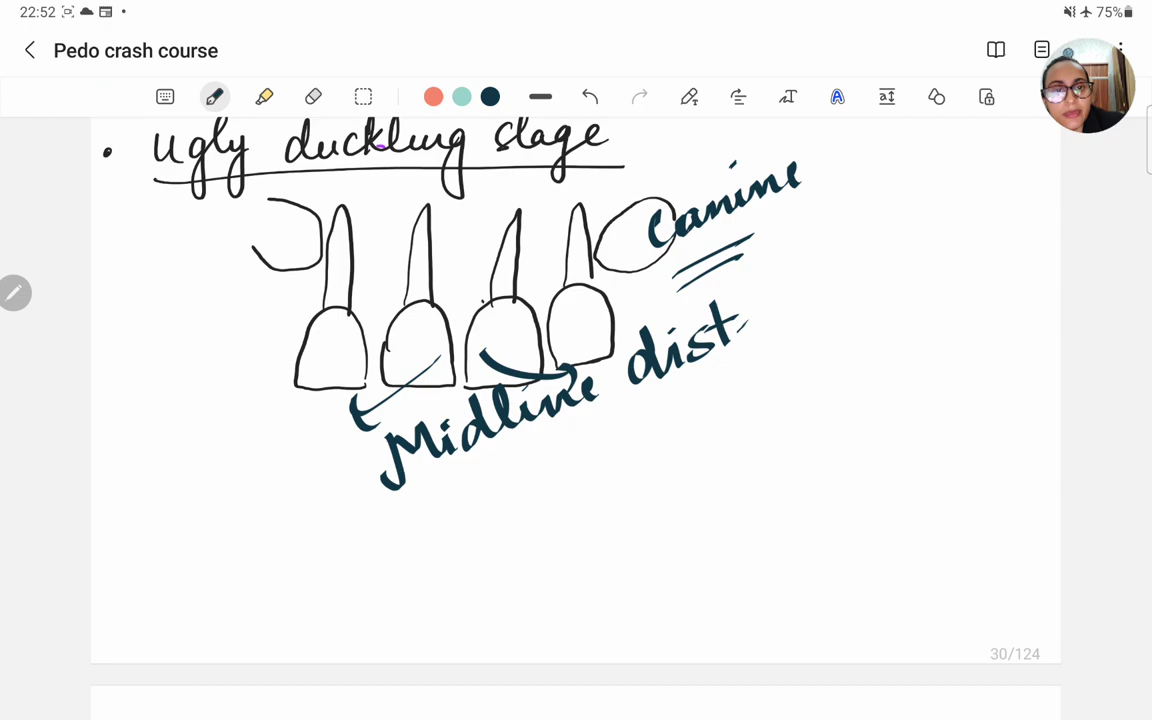 22:52
75%
Pedo crash course
• Ugly duckling stage
Canine
Midline dist.
30/124